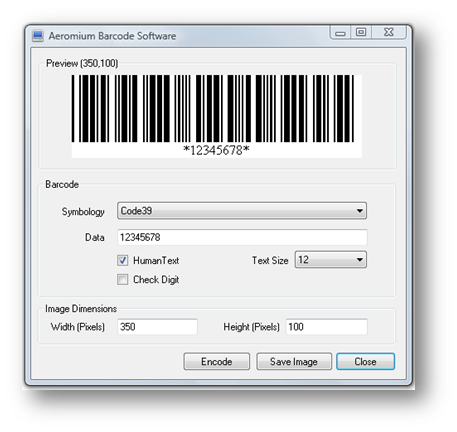 Aeromium Barcode Software
Preview (350,100)
*12345678*
Barcode
Symbology Code39
Data 12345678
HumanText Text Size 12
Check Digit
Image Dimensions
Width (Pixels) 350 Height (Pixels) 100
Encode Save Image Close